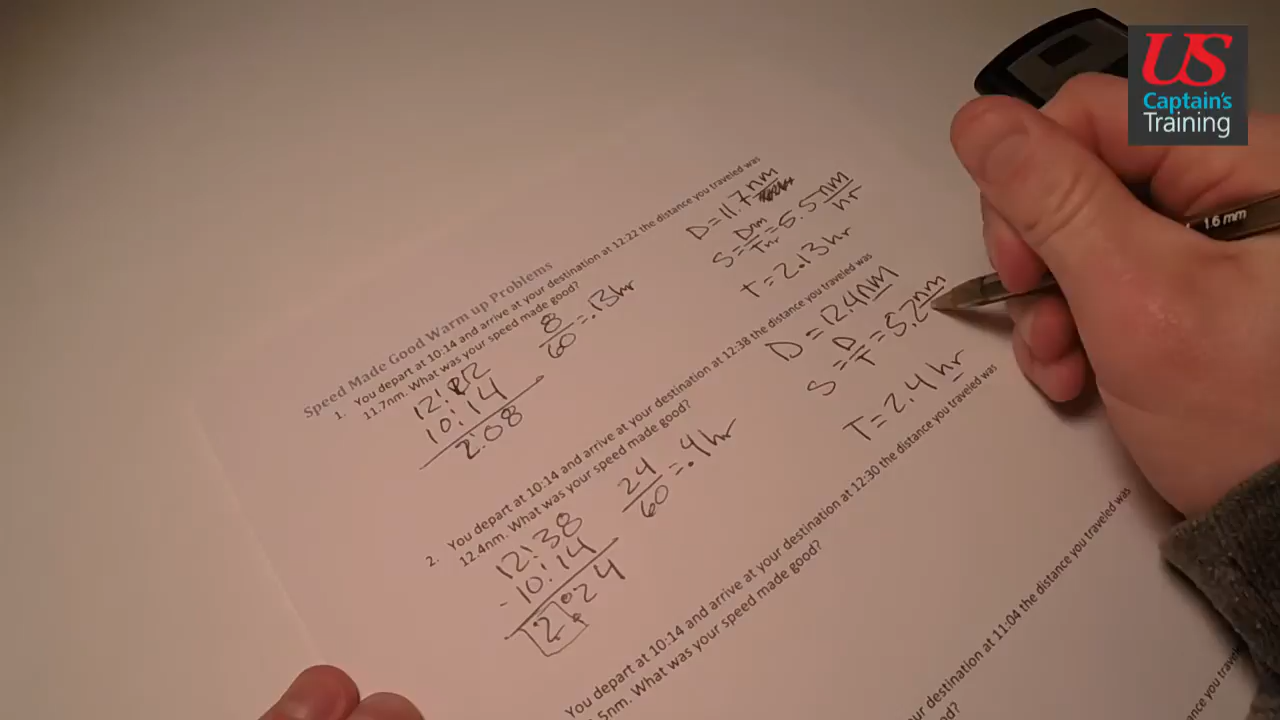 US
Captain's
Training
1.6 mm
Speed Made Good Warm up Problems
1. You depart at 10:14 and arrive at your destination at 12:22 the distance you traveled was
11.7nm. What was your speed made good?
12:22
10:14
2:08
8
60
=.13hr
D=11.7nm
S=Dnm
Thr
=5.5nm
hr
T=2.13hr
2. You depart at 10:14 and arrive at your destination at 12:38 the distance you traveled was
12.4nm. What was your speed made good?
12:38
-10:14
2:24
24
60
=.4hr
D=12.4nm
S=D
T
=5.2nm
T=2.4hr
You depart at 10:14 and arrive at your destination at 12:30 the distance you traveled was
5nm. What was your speed made good?
our destination at 11:04 the distance you traveled was
good?